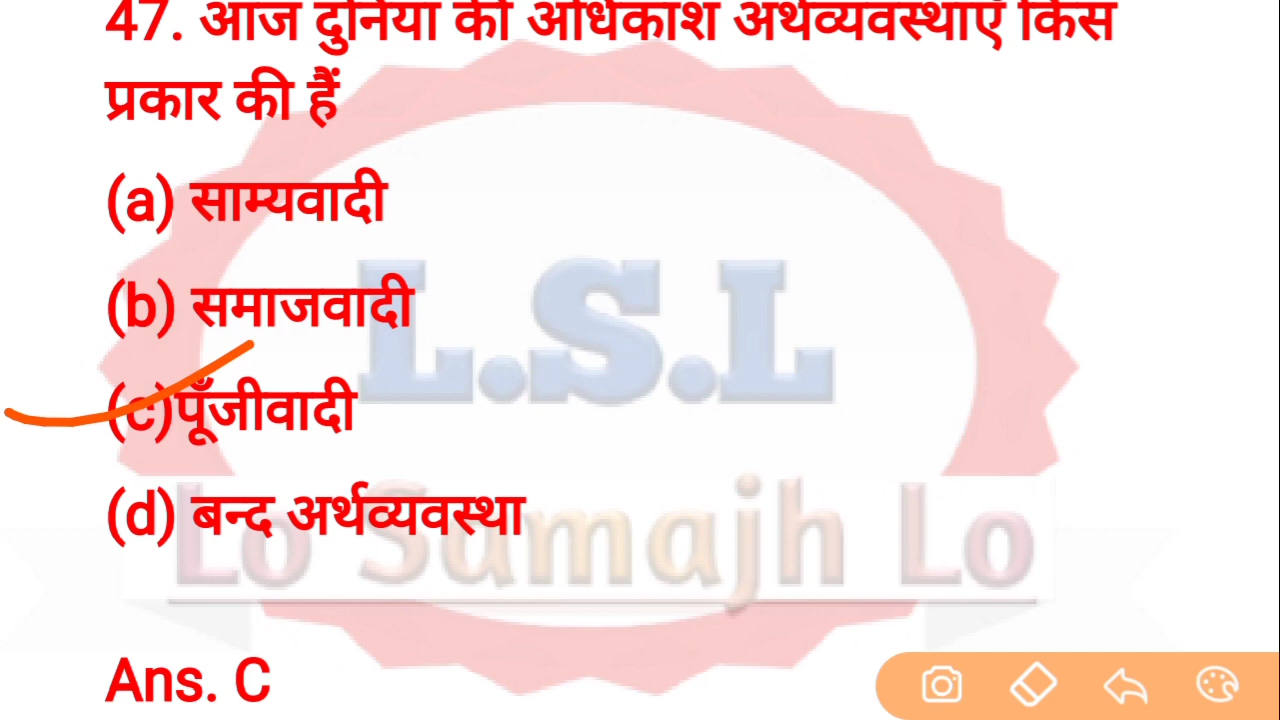 47. आज दुनिया की अधिकांश अर्थव्यवस्थाएँ किस
प्रकार की हैं
(a) साम्यवादी
(b) समाजवादी
L.S.L
(c)पूँजीवादी
(d) बन्द अर्थव्यवस्था
Lo Samajh Lo
Ans. C